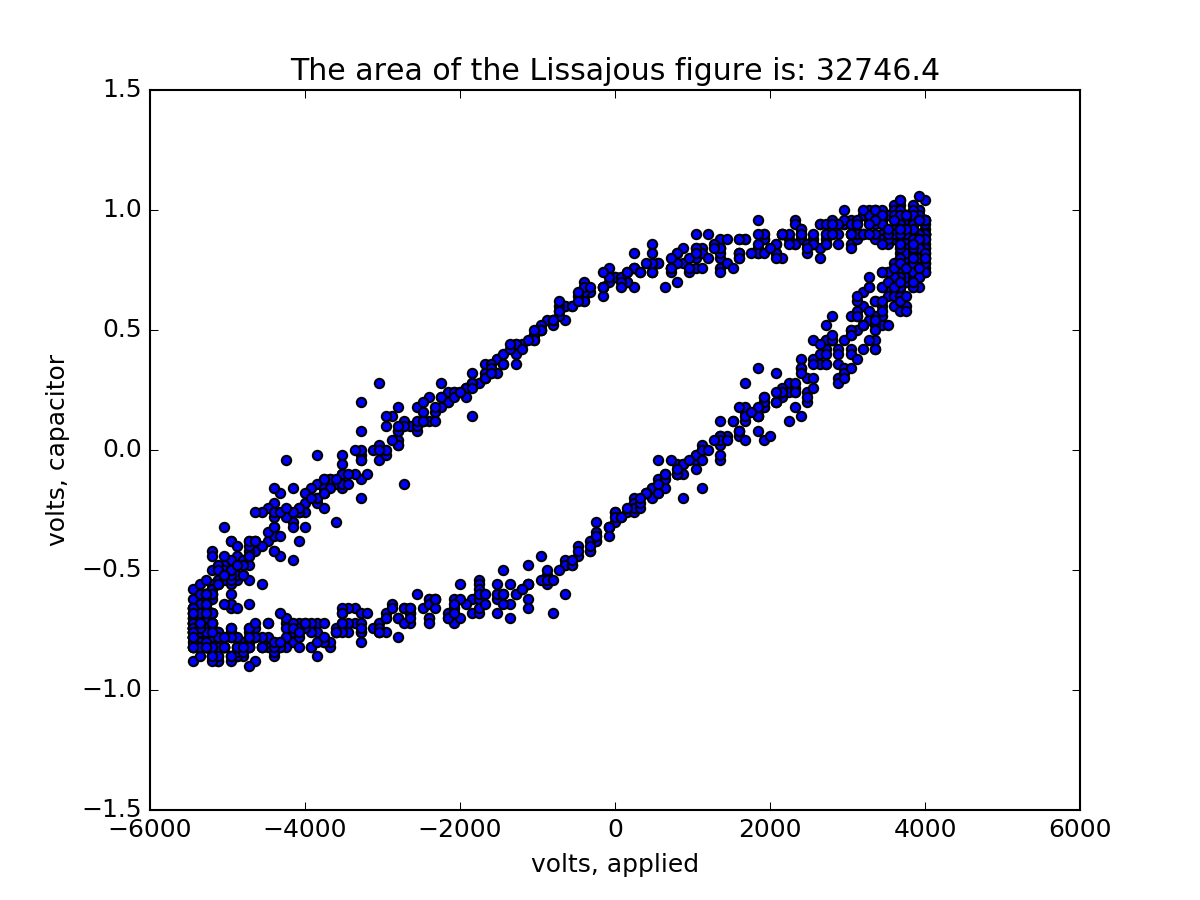 The area of the Lissajous figure is: 32746.4
1.5
1.0
0.5
0.0
−0.5
−1.0
−1.5
volts, capacitor
−6000 −4000 −2000 0 2000 4000 6000
volts, applied